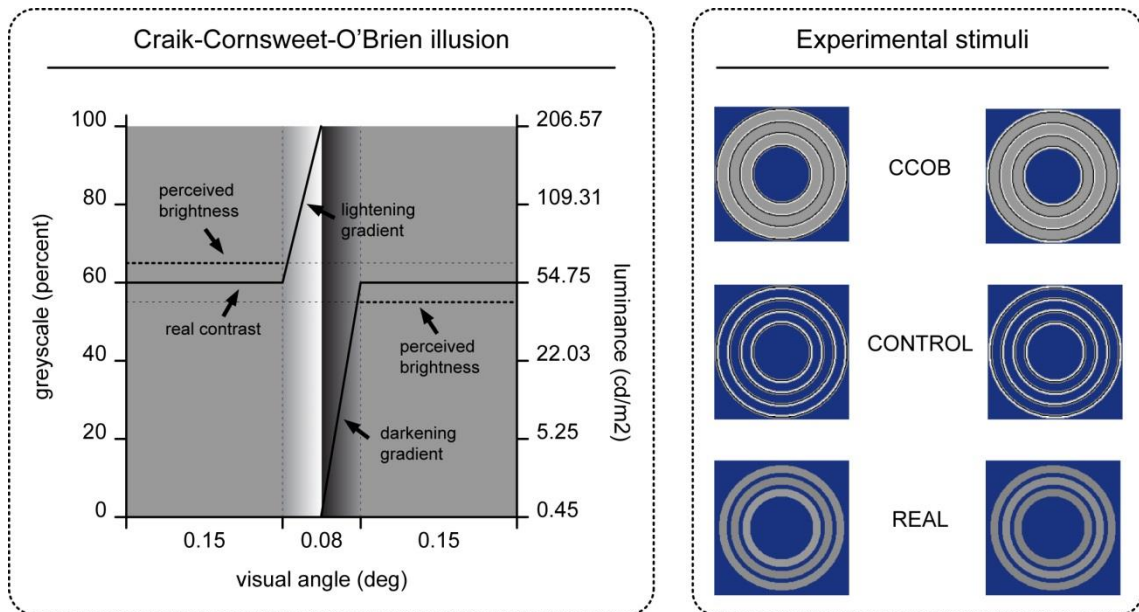 Craik-Cornsweet-O'Brien illusion
100
80
60
40
20
0
greyscale (percent)
perceived
brightness
real contrast
lightening
gradient
perceived
brightness
darkening
gradient
206.57
109.31
54.75
22.03
5.25
0.45
luminance (cd/m2)
0.15
0.08
0.15
visual angle (deg)
Experimental stimuli
CCOB
CONTROL
REAL